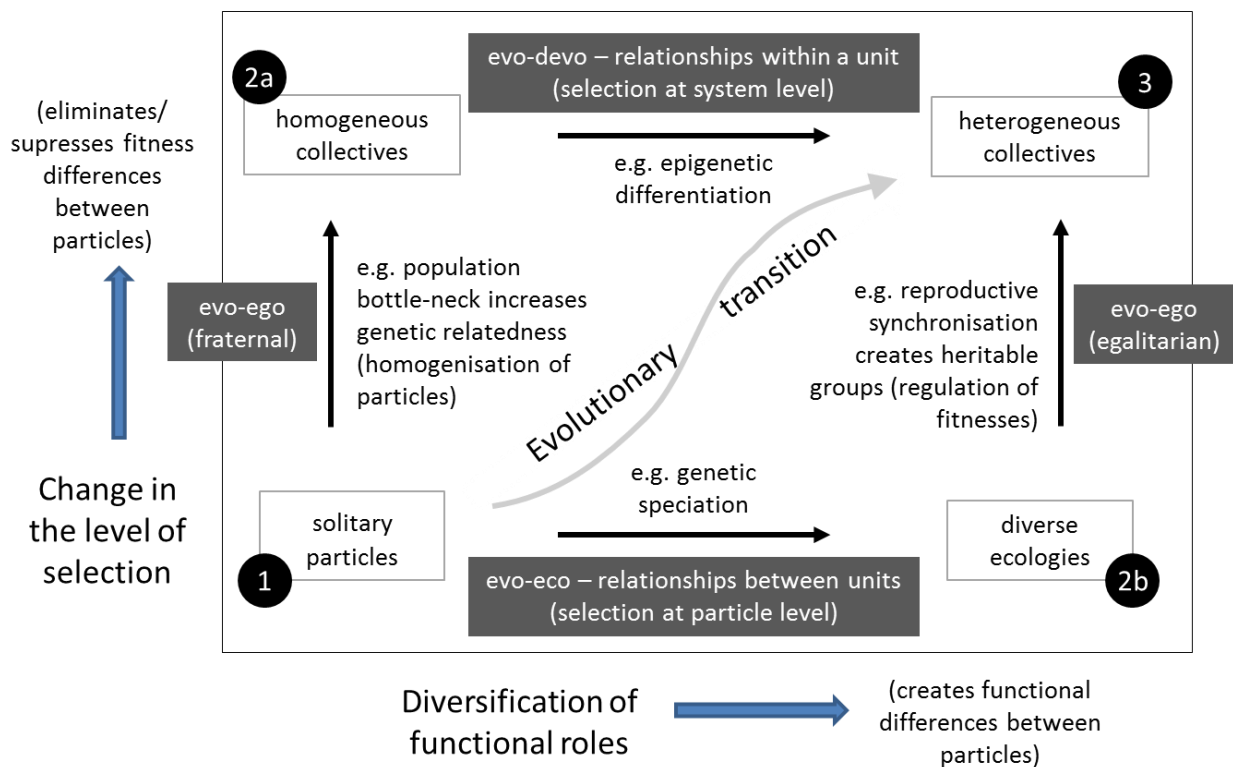 2a
homogeneous
collectives
evo-devo – relationships within a unit
(selection at system level)
e.g. epigenetic
differentiation
3
heterogeneous
collectives
(eliminates/
supresses fitness
differences
between
particles)
evo-ego
(fraternal)
e.g. population
bottle-neck increases
genetic relatedness
(homogenisation of
particles)
Evolutionary
transition
e.g. reproductive
synchronisation
creates heritable
groups (regulation of
fitnesses)
evo-ego
(egalitarian)
Change in
the level of
selection
solitary
particles
1
e.g. genetic
speciation
evo-eco – relationships between units
(selection at particle level)
diverse
ecologies
2b
Diversification of
functional roles
(creates functional
differences between
particles)